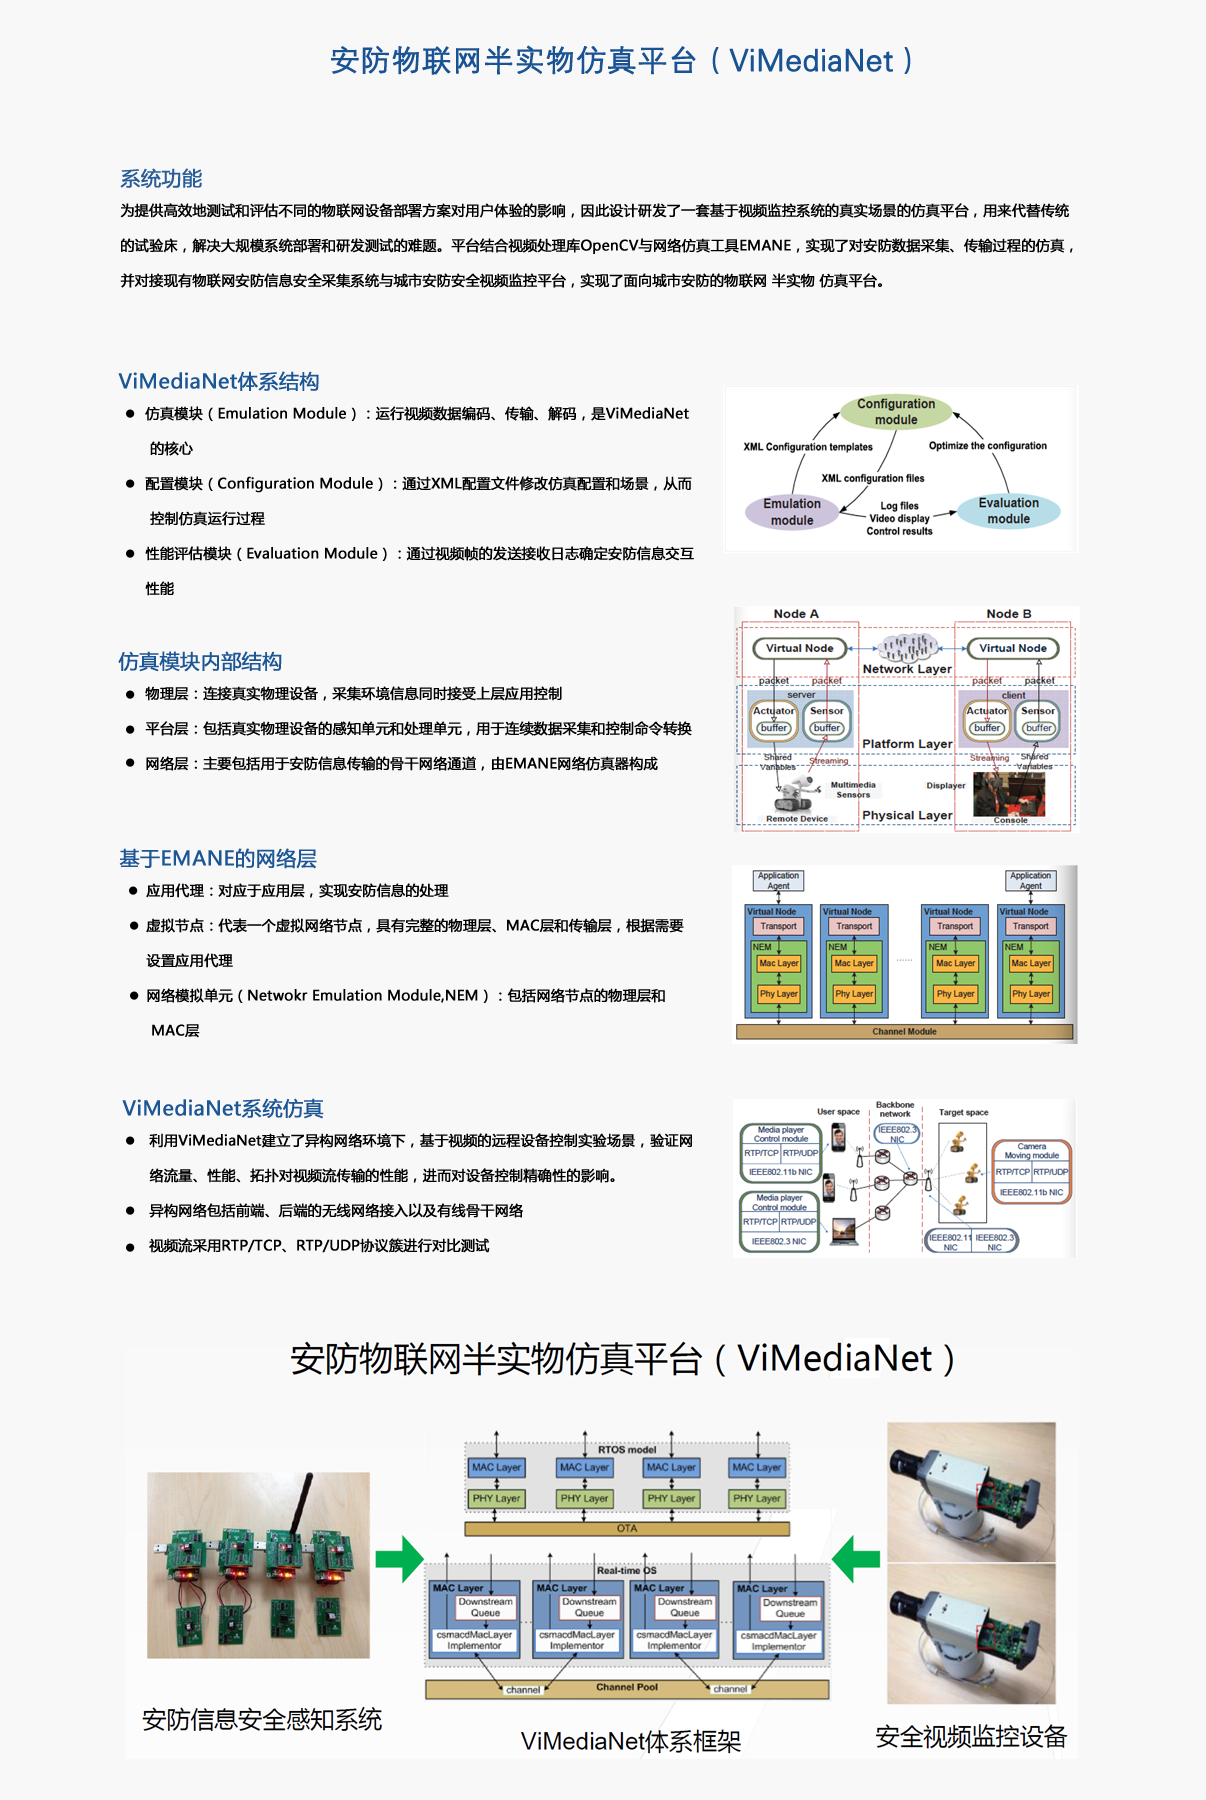 安防物联网半实物仿真平台（ViMediaNet）
系统功能
为提供高效地测试和评估不同的物联网设备部署方案对用户体验的影响，因此设计研发了一套基于视频监控系统的真实场景的仿真平台，用来代替传统
的试验床，解决大规模系统部署和研发测试的难题。平台结合视频处理库OpenCV与网络仿真工具EMANE，实现了对安防数据采集、传输过程的仿真，
并对接现有物联网安防信息安全采集系统与城市安防安全视频监控平台，实现了面向城市安防的物联网 半实物 仿真平台。
ViMediaNet体系结构
● 仿真模块（Emulation Module）：运行视频数据编码、传输、解码，是ViMediaNet
的核心
● 配置模块（Configuration Module）：通过XML配置文件修改仿真配置和场景，从而
控制仿真运行过程
● 性能评估模块（Evaluation Module）：通过视频帧的发送接收日志确定安防信息交互
性能
Configuration
module
XML Configuration templates
Optimize the configuration
XML configuration files
Emulation
module
Log files
Video display
Control results
Evaluation
module
仿真模块内部结构
● 物理层：连接真实物理设备，采集环境信息同时接受上层应用控制
● 平台层：包括真实物理设备的感知单元和处理单元，用于连续数据采集和控制命令转换
● 网络层：主要包括用于安防信息传输的骨干网络通道，由EMANE网络仿真器构成
Node A
Node B
Virtual Node
Virtual Node
Network Layer
packet
packet
packet
packet
server
client
Actuator
Sensor
Actuator
Sensor
buffer
buffer
buffer
buffer
Platform Layer
Shared
Variables
Streaming
Streaming
Shared
Variables
Multimedia
Sensors
Displayer
Remote Device
Physical Layer
Console
基于EMANE的网络层
● 应用代理：对应于应用层，实现安防信息的处理
● 虚拟节点：代表一个虚拟网络节点，具有完整的物理层、MAC层和传输层，根据需要
设置应用代理
● 网络模拟单元（Netwokr Emulation Module,NEM）：包括网络节点的物理层和
MAC层
Application
Agent
Application
Agent
Virtual Node
Virtual Node
Virtual Node
Virtual Node
Transport
Transport
Transport
Transport
NEM
NEM
NEM
NEM
Mac Layer
Mac Layer
......
Mac Layer
Mac Layer
Phy Layer
Phy Layer
Phy Layer
Phy Layer
Channel Module
ViMediaNet系统仿真
● 利用ViMediaNet建立了异构网络环境下，基于视频的远程设备控制实验场景，验证网
络流量、性能、拓扑对视频流传输的性能，进而对设备控制精确性的影响。
● 异构网络包括前端、后端的无线网络接入以及有线骨干网络
● 视频流采用RTP/TCP、RTP/UDP协议簇进行对比测试
User space
Backbone
network
Target space
Media player
Control module
RTP/TCP
RTP/UDP
IEEE802.11b NIC
IEEE802.3
NIC
Camera
Moving module
RTP/TCP
RTP/UDP
IEEE802.11b NIC
Media player
Control module
RTP/TCP
RTP/UDP
IEEE802.3 NIC
IEEE802.11
NIC
IEEE802.3
NIC
安防物联网半实物仿真平台（ViMediaNet）
RTOS model
MAC Layer
MAC Layer
MAC Layer
MAC Layer
PHY Layer
PHY Layer
PHY Layer
PHY Layer
OTA
Real-time OS
MAC Layer
MAC Layer
MAC Layer
MAC Layer
Downstream
Queue
Downstream
Queue
Downstream
Queue
Downstream
Queue
csmacdMacLayer
Implementor
csmacdMacLayer
Implementor
csmacdMacLayer
Implementor
csmacdMacLayer
Implementor
channel
Channel Pool
channel
安防信息安全感知系统
ViMediaNet体系框架
安全视频监控设备